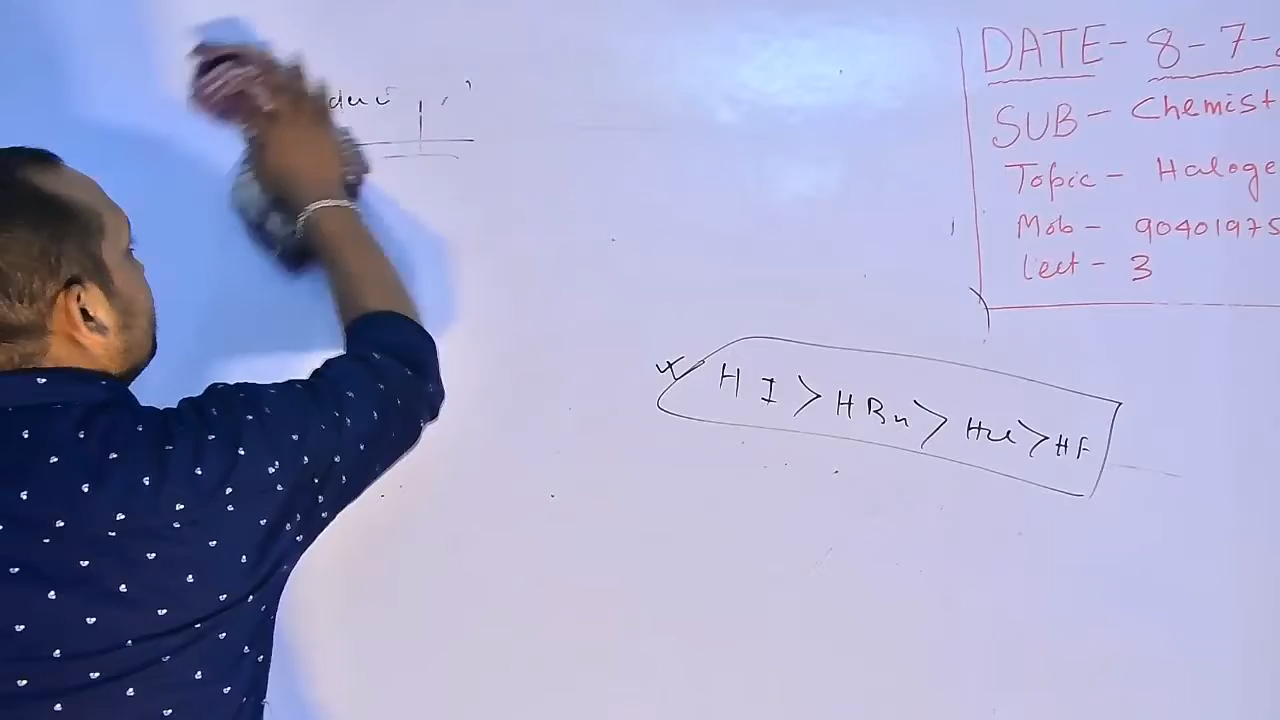 DATE - 8 - 7 -
SUB - Chemist
Topic - Haloge
Mob - 90401975
Lect - 3
HI > HBr > HCl > HF